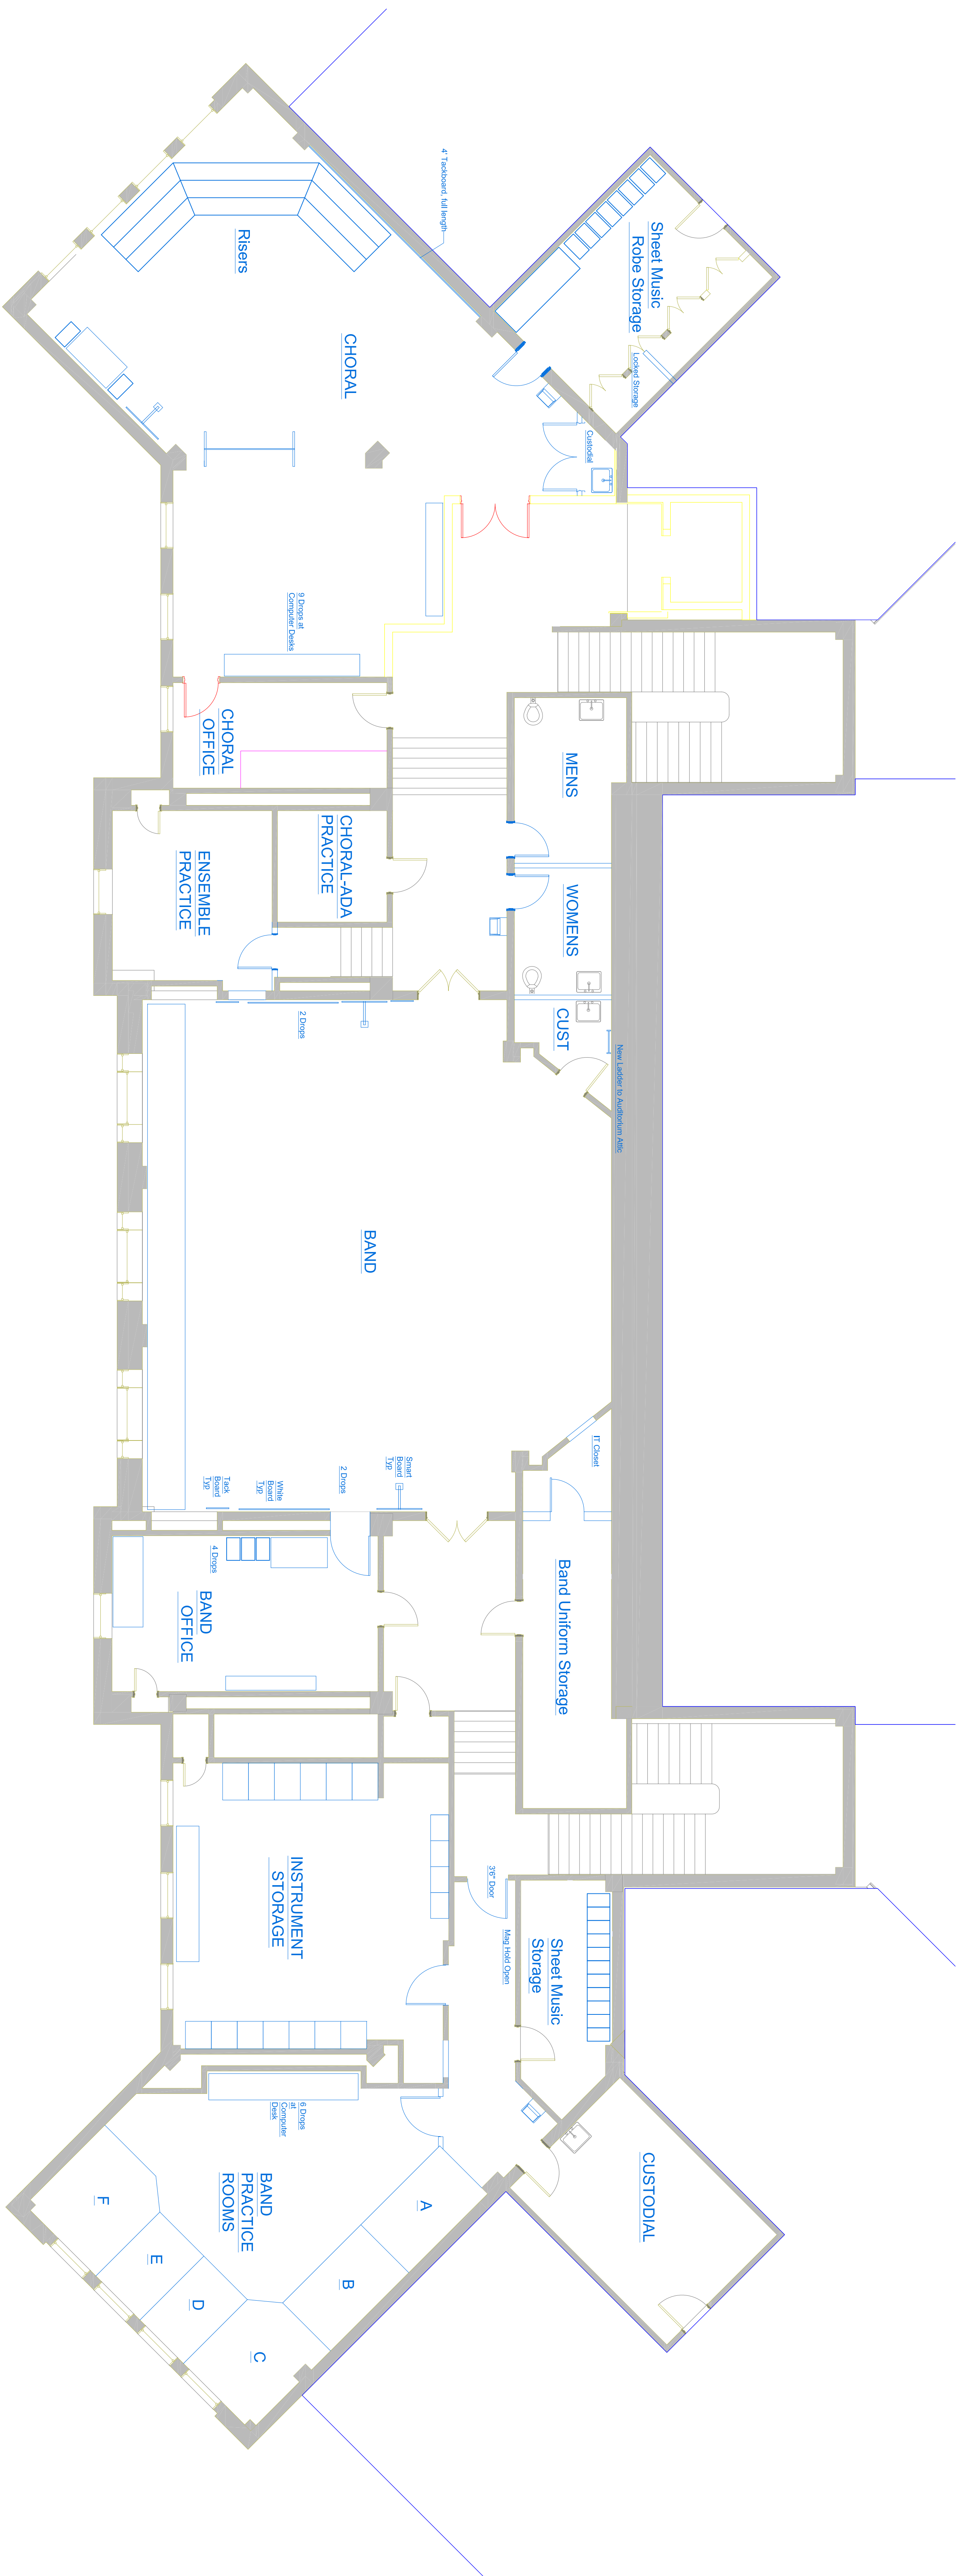 4' Tackboard, full length
Sheet Music
Robe Storage
Locked Storage
Risers
CHORAL
Custodial
9 Drops at
Computer Desks
CHORAL
OFFICE
MENS
CHORAL-ADA
PRACTICE
ENSEMBLE
PRACTICE
WOMENS
2 Drops
CUST
New Ladder to Auditorium Attic
BAND
IT Closet
Smart
Board
Typ
2 Drops
White
Board
Typ
Tack
Board
Typ
4 Drops
BAND
OFFICE
Band Uniform Storage
INSTRUMENT
STORAGE
3'6" Door
Mag Hold Open
Sheet Music
Storage
6 Drops
at
Computer
Desk
BAND
PRACTICE
ROOMS
CUSTODIAL
A
B
C
D
E
F